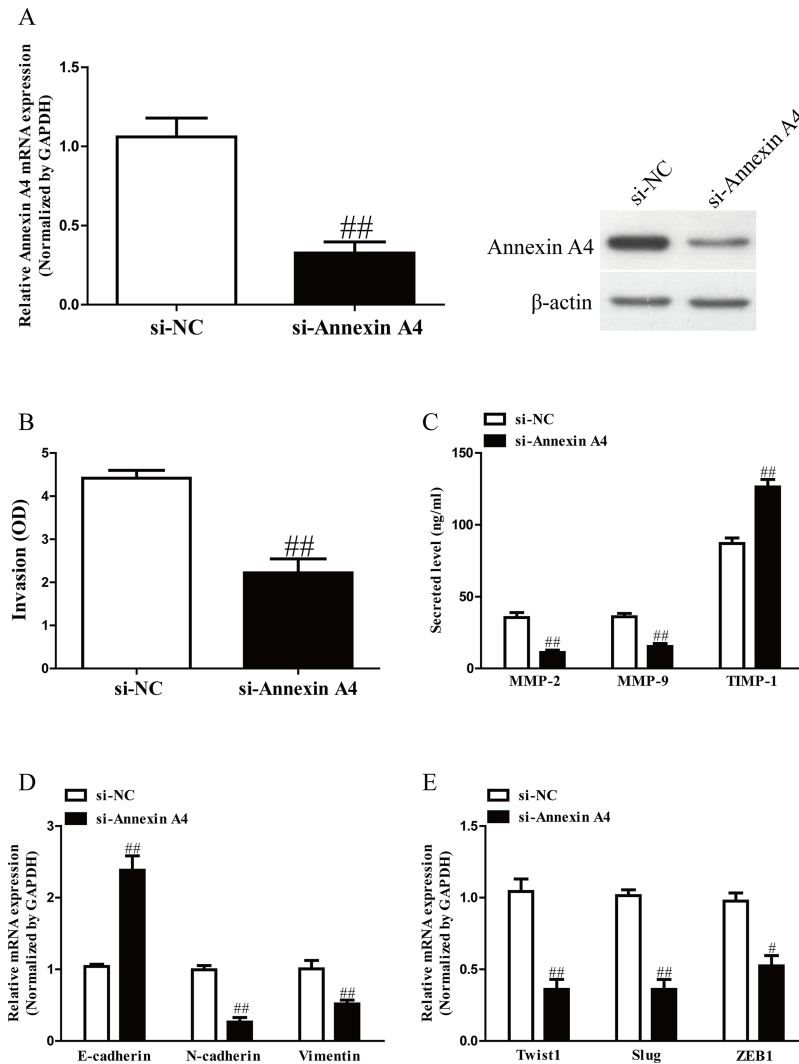 A
Relative Annexin A4 mRNA expression
(Normalized by GAPDH)
1.5
1.0
0.5
0.0
##
si-NC
si-Annexin A4
si-NC
si-Annexin A4
Annexin A4
β-actin
B
Invasion (OD)
5
4
3
2
1
0
##
si-NC
si-Annexin A4
C
si-NC
si-Annexin A4
Secreted level (ng/ml)
150
100
50
0
##
##
##
MMP-2
MMP-9
TIMP-1
D
si-NC
si-Annexin A4
Relative mRNA expression
(Normalized by GAPDH)
3
2
1
0
##
##
##
E-cadherin
N-cadherin
Vimentin
E
si-NC
si-Annexin A4
Relative mRNA expression
(Normalized by GAPDH)
1.5
1.0
0.5
0.0
##
##
#
Twist1
Slug
ZEB1